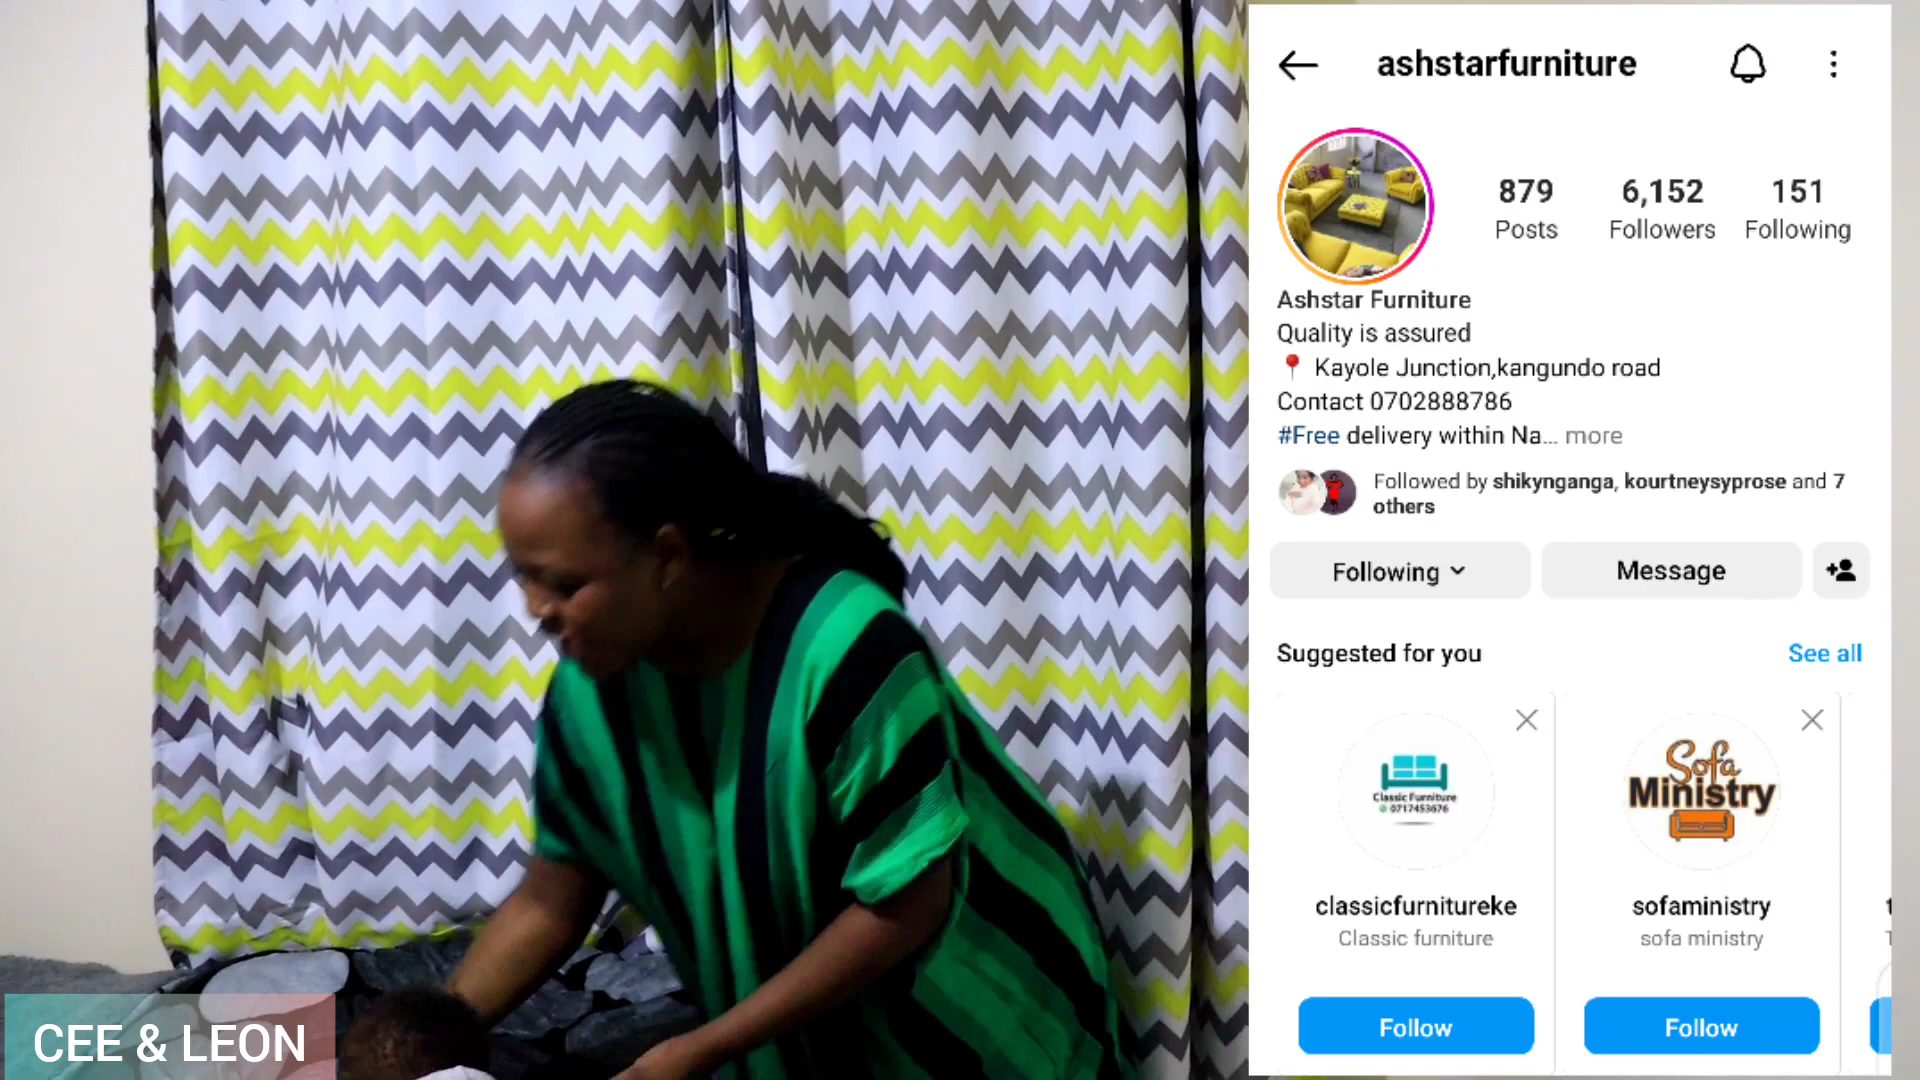 ashstarfurniture
879
Posts
6,152
Followers
151
Following
Ashstar Furniture
Quality is assured
📍 Kayole Junction,kangundo road
Contact 0702888786
#Free delivery within Na... more
Followed by shikynganga, kourtneysyprose and 7
others
Following
Message
Suggested for you
See all
Classic Furniture
0717453676
Sofa
Ministry
classicfurnitureke
Classic furniture
sofaministry
sofa ministry
Follow
Follow
CEE & LEON